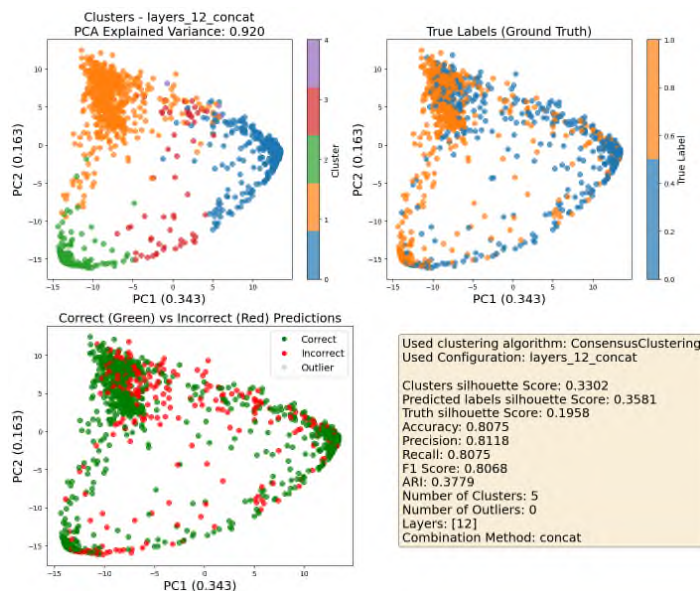 Clusters - layers_12_concat
PCA Explained Variance: 0.920
True Labels (Ground Truth)
10
5
0
−5
−10
−15
PC2 (0.163)
−15 −10 −5 0 5 10
PC1 (0.343)
4
3
2
1
0
Cluster
10
5
0
−5
−10
−15
PC2 (0.163)
−15 −10 −5 0 5 10
PC1 (0.343)
1.0
0.8
0.6
0.4
0.2
0.0
True Label
Correct (Green) vs Incorrect (Red) Predictions
Correct
Incorrect
Outlier
10
5
0
−5
−10
−15
PC2 (0.163)
−15 −10 −5 0 5 10
PC1 (0.343)
Used clustering algorithm: ConsensusClustering
Used Configuration: layers_12_concat
Clusters silhouette Score: 0.3302
Predicted labels silhouette Score: 0.3581
Truth silhouette Score: 0.1958
Accuracy: 0.8075
Precision: 0.8118
Recall: 0.8075
F1 Score: 0.8068
ARI: 0.3779
Number of Clusters: 5
Number of Outliers: 0
Layers: [12]
Combination Method: concat